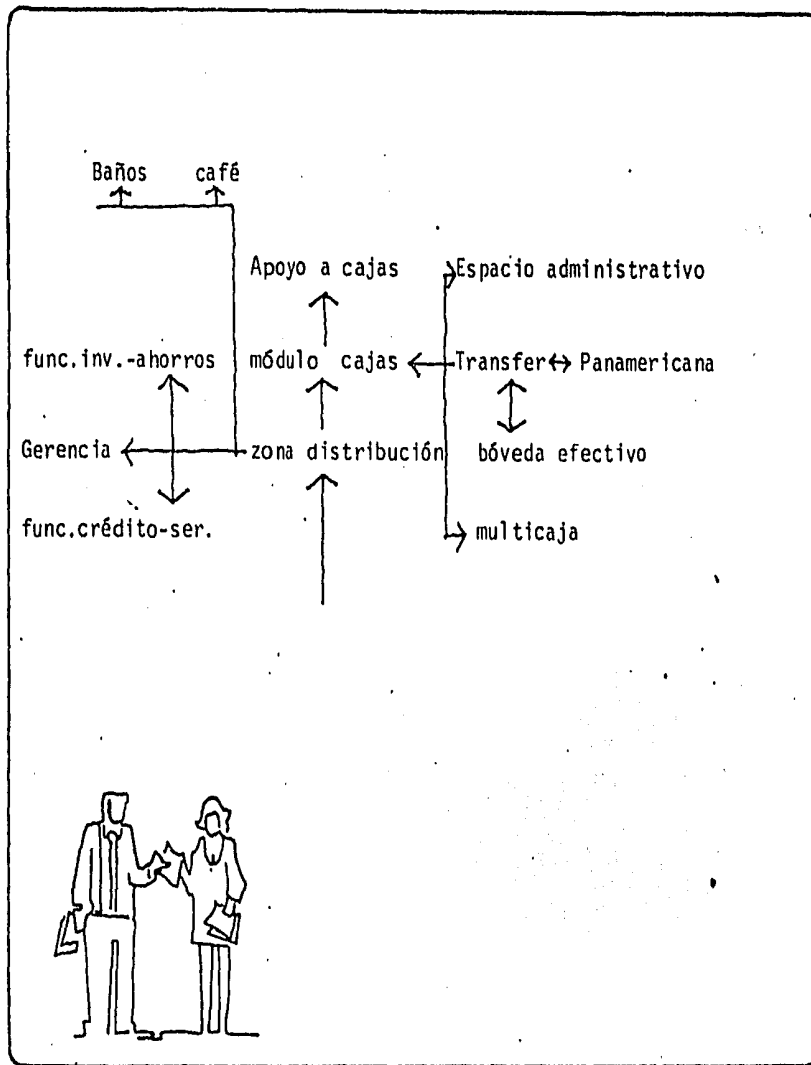 Baños café
Apoyo a cajas Espacio administrativo
func.inv.-ahorros módulo cajas Transfer Panamericana
Gerencia zona distribución bóveda efectivo
func.crédito-ser. multicaja